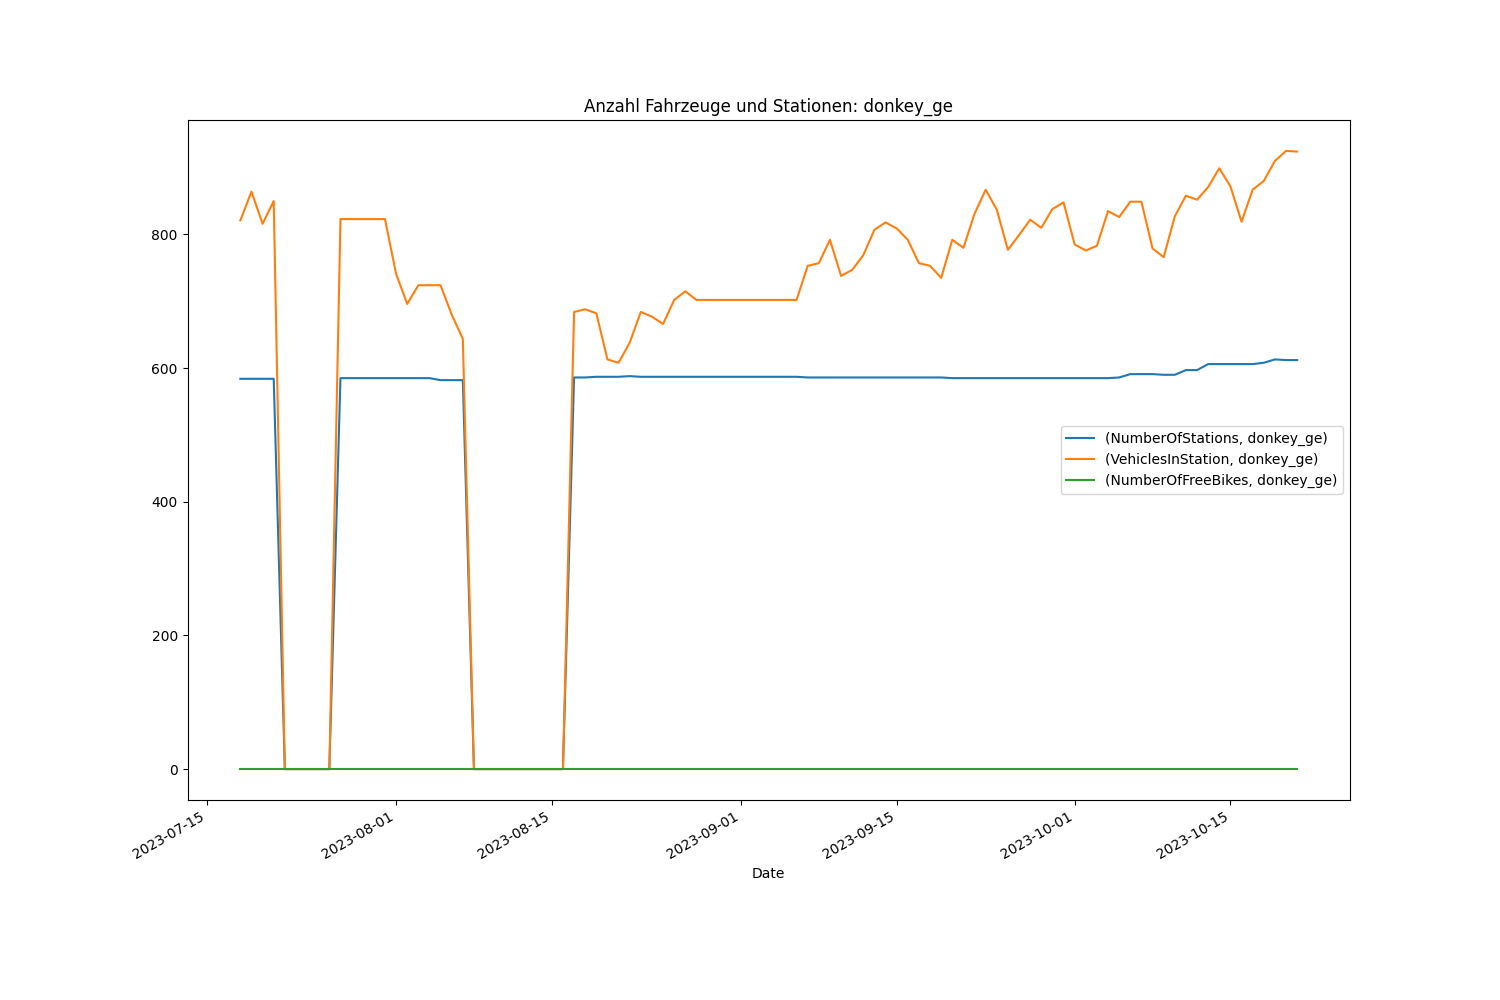 Anzahl Fahrzeuge und Stationen: donkey_ge
800
600
400
200
0
(NumberOfStations, donkey_ge)
(VehiclesInStation, donkey_ge)
(NumberOfFreeBikes, donkey_ge)
2023-07-15
2023-08-01
2023-08-15
2023-09-01
2023-09-15
2023-10-01
2023-10-15
Date